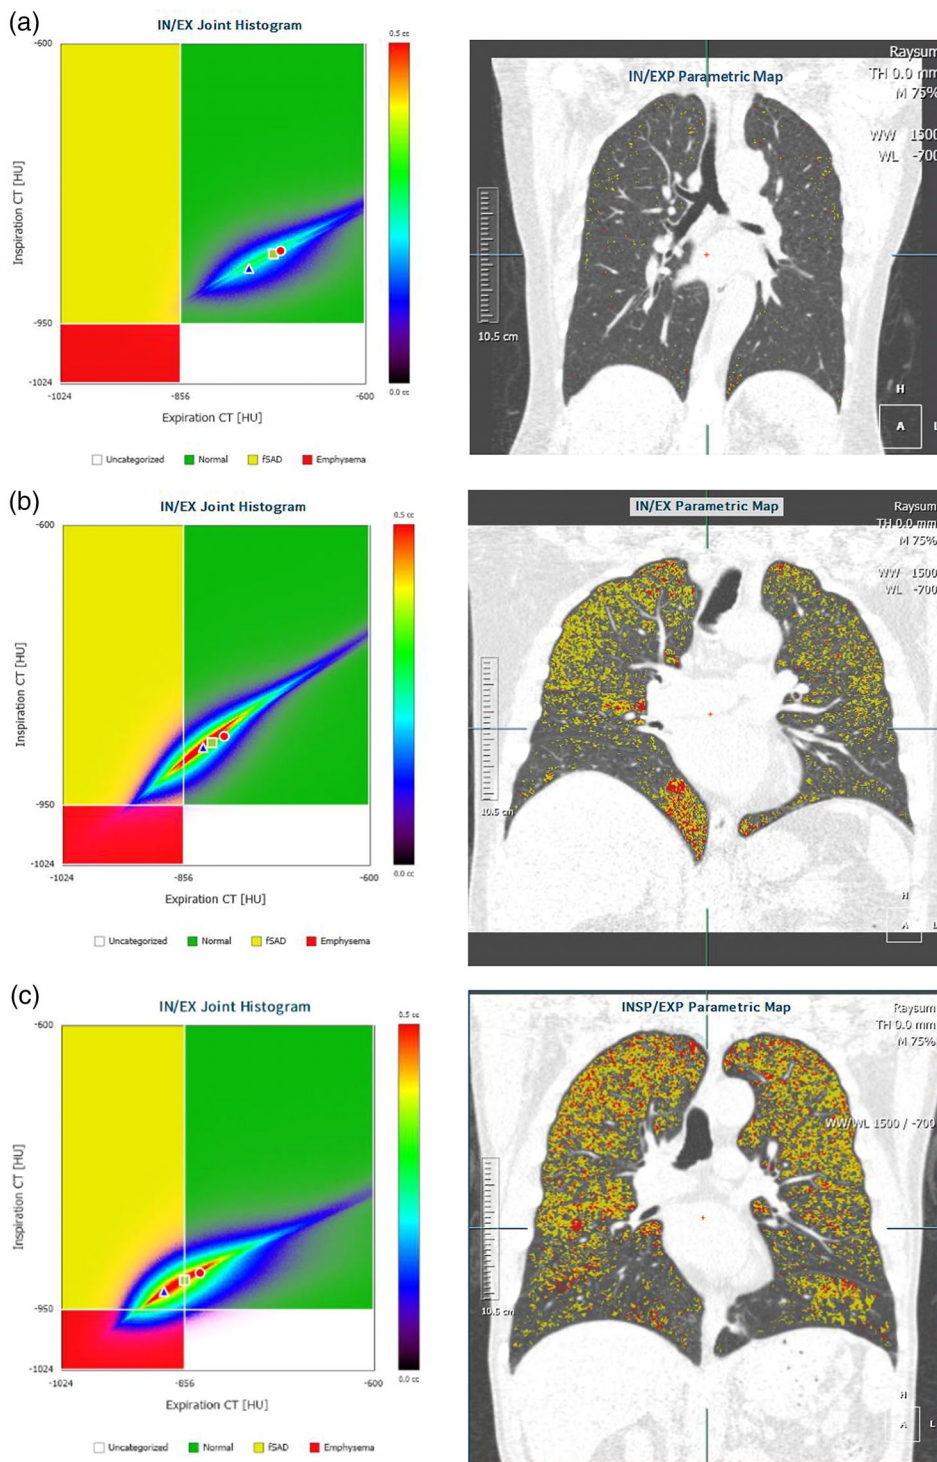 (a)
IN/EX Joint Histogram
-600
Inspiration CT [HU]
-950
-1024
-1024
-856
-600
Expiration CT [HU]
0.5 cc
0.0 cc
Uncategorized
Normal
fSAD
Emphysema
IN/EXP Parametric Map
Raysum
TH 0.0 mm
M 75%
WW 1500
WL -700
10.5 cm
H
A
L
(b)
IN/EX Joint Histogram
-600
Inspiration CT [HU]
-950
-1024
-1024
-856
-600
Expiration CT [HU]
0.5 cc
0.0 cc
Uncategorized
Normal
fSAD
Emphysema
IN/EX Parametric Map
Raysum
TH 0.0 mm
M 75%
WW 1500
WL -700
10.5 cm
H
A
L
(c)
IN/EX Joint Histogram
-600
Inspiration CT [HU]
-950
-1024
-1024
-856
-600
Expiration CT [HU]
0.5 cc
0.0 cc
Uncategorized
Normal
fSAD
Emphysema
INSP/EXP Parametric Map
Raysum
TH 0.0 mm
M 75%
WW/WL 1500 / -700
10.5 cm
H
A
L